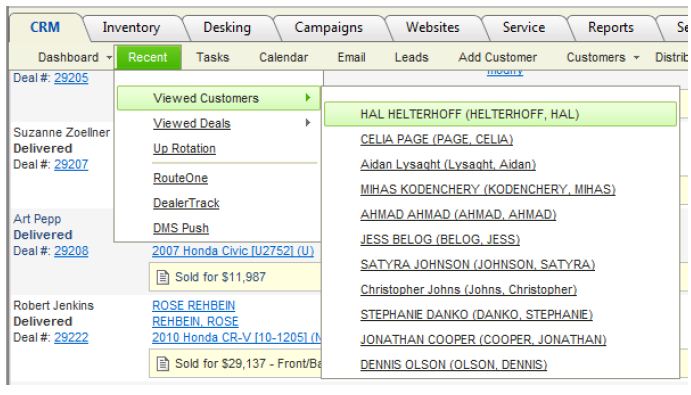 CRM Inventory Desking Campaigns Websites Service Reports
Dashboard Recent Tasks Calendar Email Leads Add Customer Customers
Deal #: 29205
modify
Viewed Customers
Viewed Deals
Up Rotation
RouteOne
DealerTrack
DMS Push
HAL HELTERHOFF (HELTERHOFF, HAL)
CELIA PAGE (PAGE, CELIA)
Aidan Lysaght (Lysaght, Aidan)
MIHAS KODENCHERY (KODENCHERY, MIHAS)
AHMAD AHMAD (AHMAD, AHMAD)
JESS BELOG (BELOG, JESS)
SATYRA JOHNSON (JOHNSON, SATYRA)
Christopher Johns (Johns, Christopher)
STEPHANIE DANKO (DANKO, STEPHANIE)
JONATHAN COOPER (COOPER, JONATHAN)
DENNIS OLSON (OLSON, DENNIS)
Suzanne Zoellner
Delivered
Deal #: 29207
Art Pepp
Delivered
Deal #: 29208
2007 Honda Civic [U2752] (U)
Sold for $11,987
Robert Jenkins
Delivered
Deal #: 29222
ROSE REHBEIN
REHBEIN, ROSE
2010 Honda CR-V [10-1205] (N
Sold for $29,137 - Front/Ba